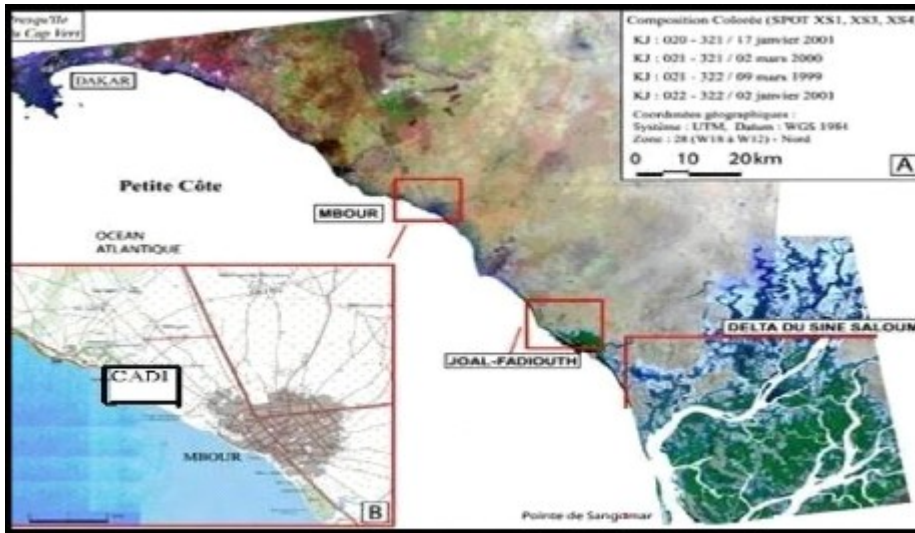 Presqu'île
du Cap Vert
DAKAR
Composition Colorée (SPOT XS1, XS3, XS4)
KJ : 020 - 321 / 17 janvier 2001
KJ : 021 - 321 / 02 mars 2000
KJ : 021 - 322 / 09 mars 1999
KJ : 022 - 322 / 02 janvier 2001
Coordonées géographiques :
Système : UTM, Datum : WGS 1984
Zone : 28 (W18 à W12) - Nord
0 10 20km
A
Petite Côte
MBOUR
OCEAN
ATLANTIQUE
DELTA DU SINE SALOUM
JOAL-FADIOUTH
CADI
MBOUR
B
Pointe de Sangomar